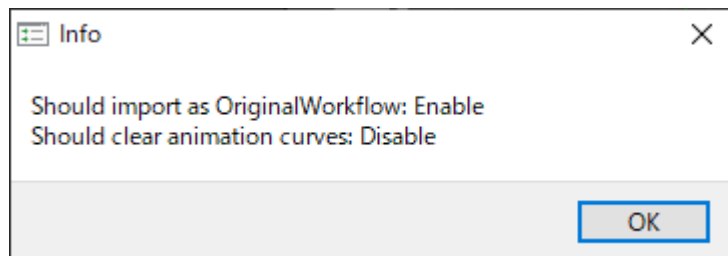 Info
Should import as OriginalWorkflow: Enable
Should clear animation curves: Disable
OK